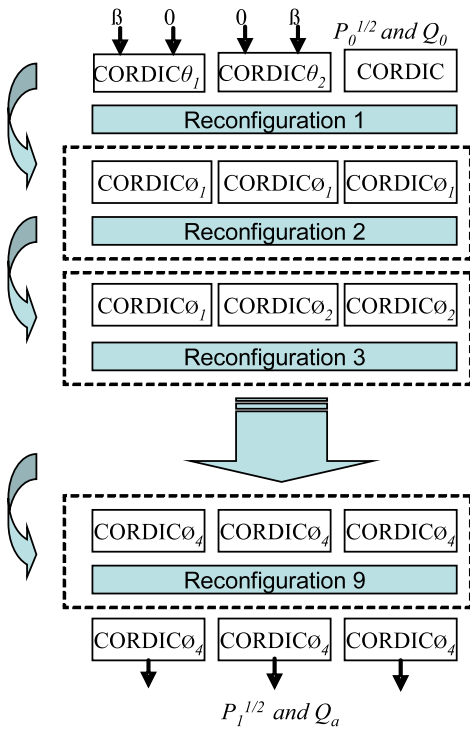 ß 0 0 ß P₀^1/2 and Q₀
CORDICθ₁ CORDICθ₂ CORDIC
Reconfiguration 1
CORDICø₁ CORDICø₁ CORDICø₁
Reconfiguration 2
CORDICø₁ CORDICø₂ CORDICø₂
Reconfiguration 3
CORDICø₄ CORDICø₄ CORDICø₄
Reconfiguration 9
CORDICø₄ CORDICø₄ CORDICø₄
P₁^1/2 and Qₐ